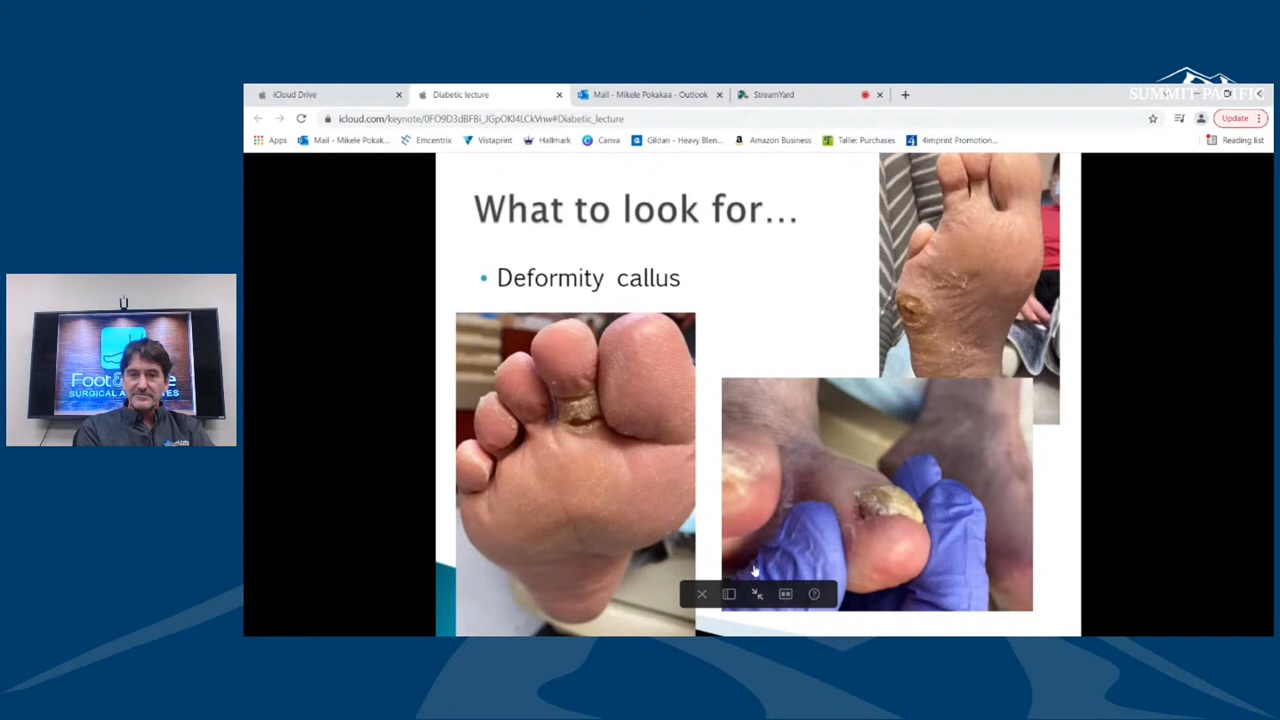 SUMMIT PACIFIC
iCloud Drive
Diabetic lecture
Mail - Mikele Pokakaa - Outlook
StreamYard
icloud.com/keynote/0FO9D3dBFBi_JGpOKl4LCkVnw#Diabetic_lecture
Update
Apps
Mail - Mikele Pokak...
Emcentrix
Vistaprint
Hallmark
Canva
Gildan - Heavy Blen...
Amazon Business
Tallie: Purchases
4imprint Promotion...
Reading list
What to look for...
• Deformity callus
Foot&
SURGICAL